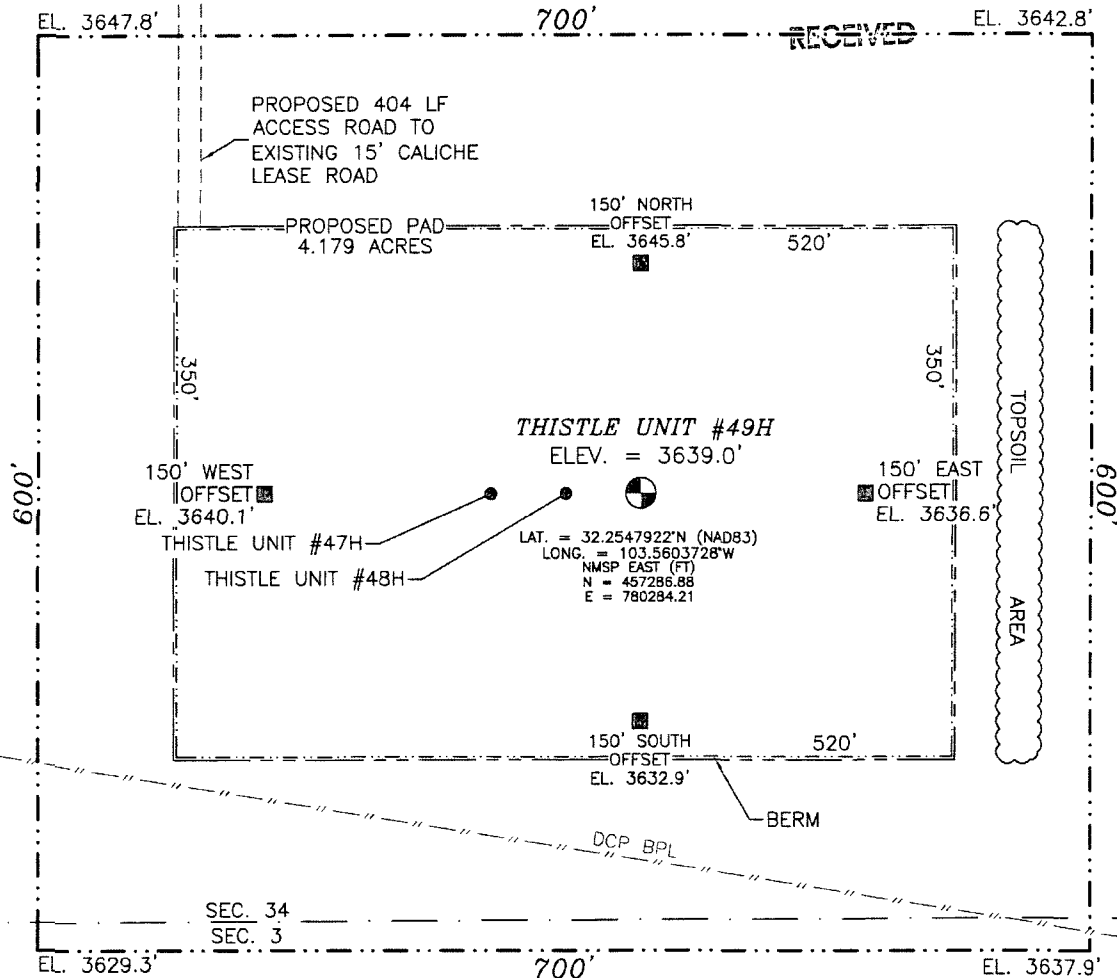 EL. 3647.8'
700'
EL. 3642.8'
RECEIVED
PROPOSED 404 LF
ACCESS ROAD TO
EXISTING 15' CALICHE
LEASE ROAD
PROPOSED PAD
4.179 ACRES
150' NORTH
OFFSET
EL. 3645.8'
520'
350'
350'
TOPSOIL AREA
600'
600'
THISTLE UNIT #49H
ELEV. = 3639.0'
150' WEST
OFFSET
EL. 3640.1'
150' EAST
OFFSET
EL. 3636.6'
THISTLE UNIT #47H
THISTLE UNIT #48H
LAT. = 32.2547922°N (NAD83)
LONG. = 103.5603728°W
NMSP EAST (FT)
N = 457286.88
E = 780284.21
150' SOUTH
OFFSET
EL. 3632.9'
520'
BERM
DCP BPL
SEC. 34
SEC. 3
EL. 3629.3'
700'
EL. 3637.9'